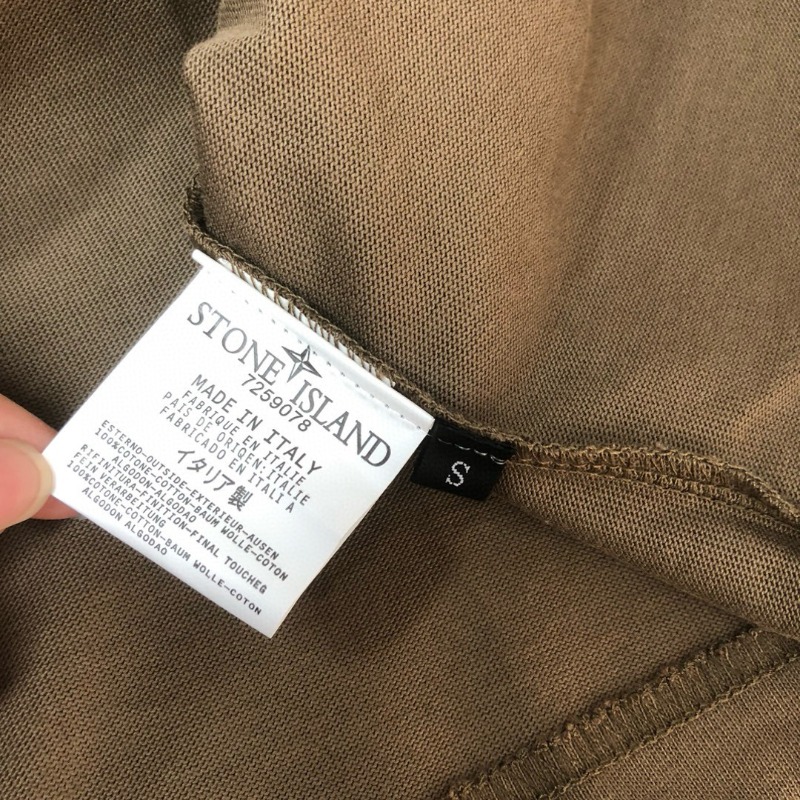 STONE ISLAND
7259078
MADE IN ITALY
FABRIQUE EN ITALIE
PAIS DE ORIGEN:ITALIE
FABRICADO EN ITALI A
イタリア製
ESTERNO-OUTSIDE-EXTERIEUR-AUSEN
100%COTONE-COTTON-BAUM WOLLE-COTON
ALGODON-ALGODAO
RIFINITURA-FINITION-FINAL TOUCHEG
FEIN VERARBEITUNG
100%COTONE-COTTON-BAUM WOLLE-COTON
ALGODON ALGODAO
S